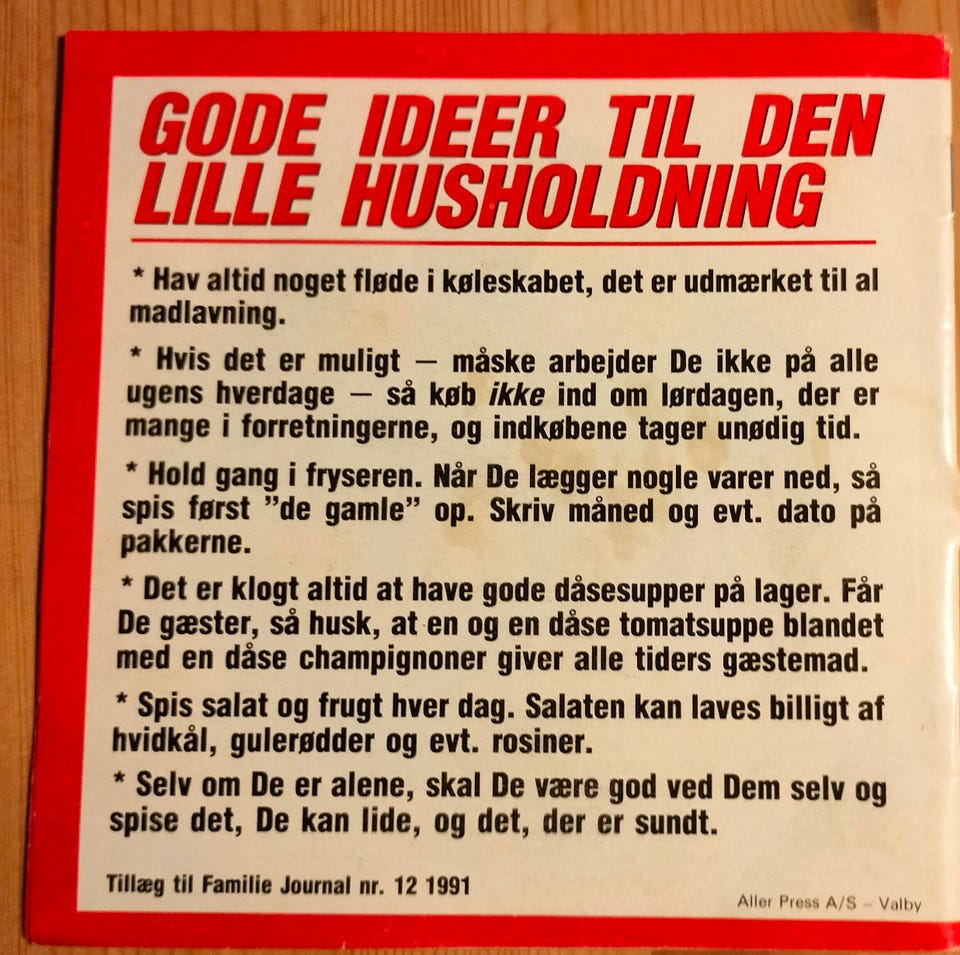 GODE IDEER TIL DEN
LILLE HUSHOLDNING
* Hav altid noget fløde i køleskabet, det er udmærket til al
madlavning.
* Hvis det er muligt — måske arbejder De ikke på alle
ugens hverdage — så køb ikke ind om lørdagen, der er
mange i forretningerne, og indkøbene tager unødig tid.
* Hold gang i fryseren. Når De lægger nogle varer ned, så
spis først ”de gamle” op. Skriv måned og evt. dato på
pakkerne.
* Det er klogt altid at have gode dåsesupper på lager. Får
De gæster, så husk, at en og en dåse tomatsuppe blandet
med en dåse champignoner giver alle tiders gæstemad.
* Spis salat og frugt hver dag. Salaten kan laves billigt af
hvidkål, gulerødder og evt. rosiner.
* Selv om De er alene, skal De være god ved Dem selv og
spise det, De kan lide, og det, der er sundt.
Tillæg til Familie Journal nr. 12 1991
Aller Press A/S – Valby